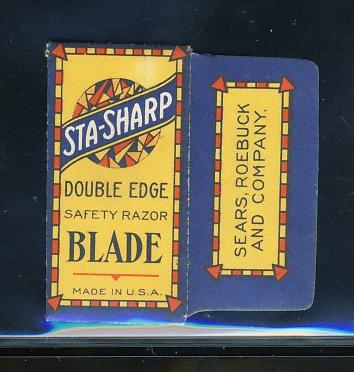 STA-SHARP
DOUBLE EDGE
SAFETY RAZOR
BLADE
MADE IN U.S.A.
SEARS, ROEBUCK
AND COMPANY.